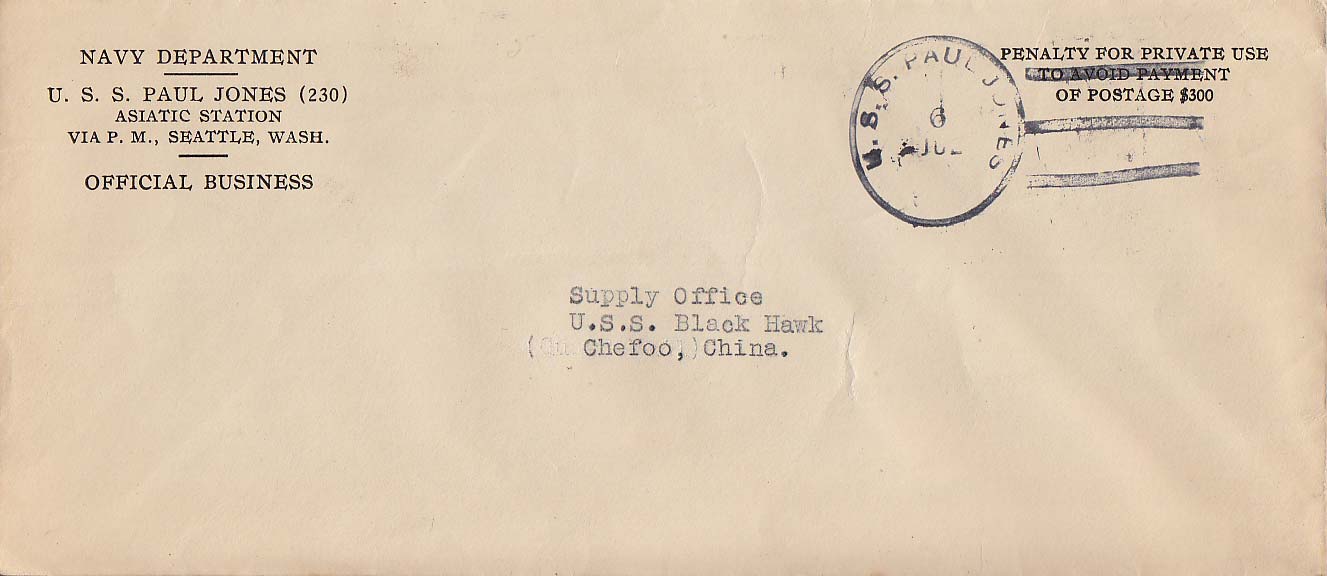 NAVY DEPARTMENT
U. S. S. PAUL JONES (230)
ASIATIC STATION
VIA P. M., SEATTLE, WASH.
OFFICIAL BUSINESS
PENALTY FOR PRIVATE USE
TO AVOID PAYMENT
OF POSTAGE $300
U. S. S. PAUL JONES
6
JUL
Supply Office
U.S.S. Black Hawk
( Chefoo,)China.